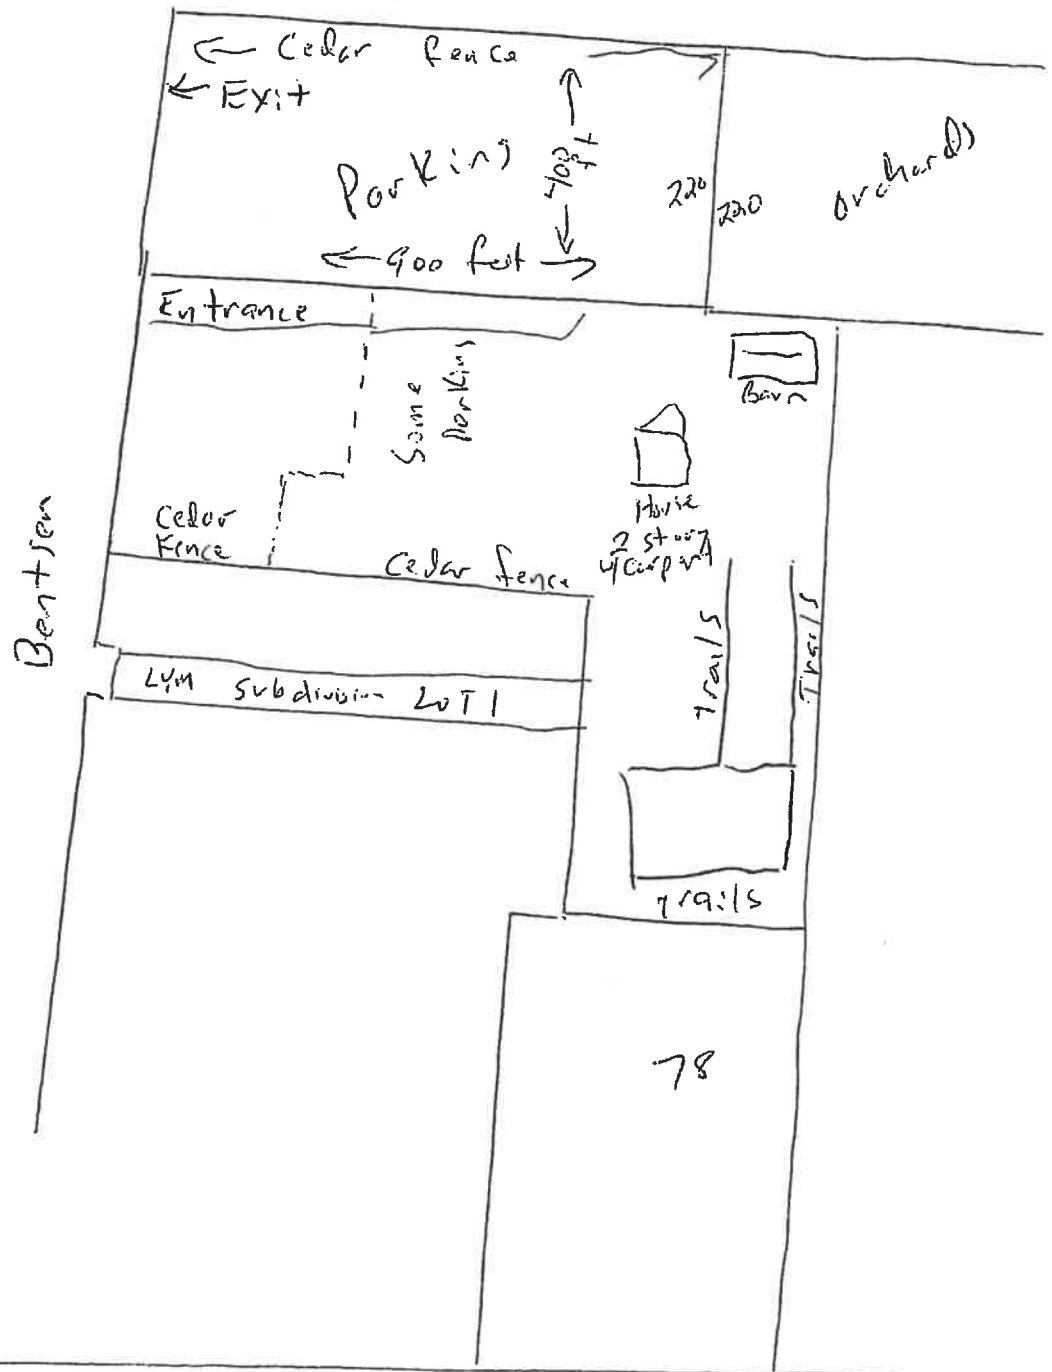 ← Cedar fence →
← Exit
Parking
400 ft
← 900 feet →
220
220
orchards
Entrance
Some
Parking
Barn
House
2 story
w/ carport
Cedar
Fence
Cedar fence
Bentsen
LYM Subdivision LOT 1
Trails
Trails
Trails
78